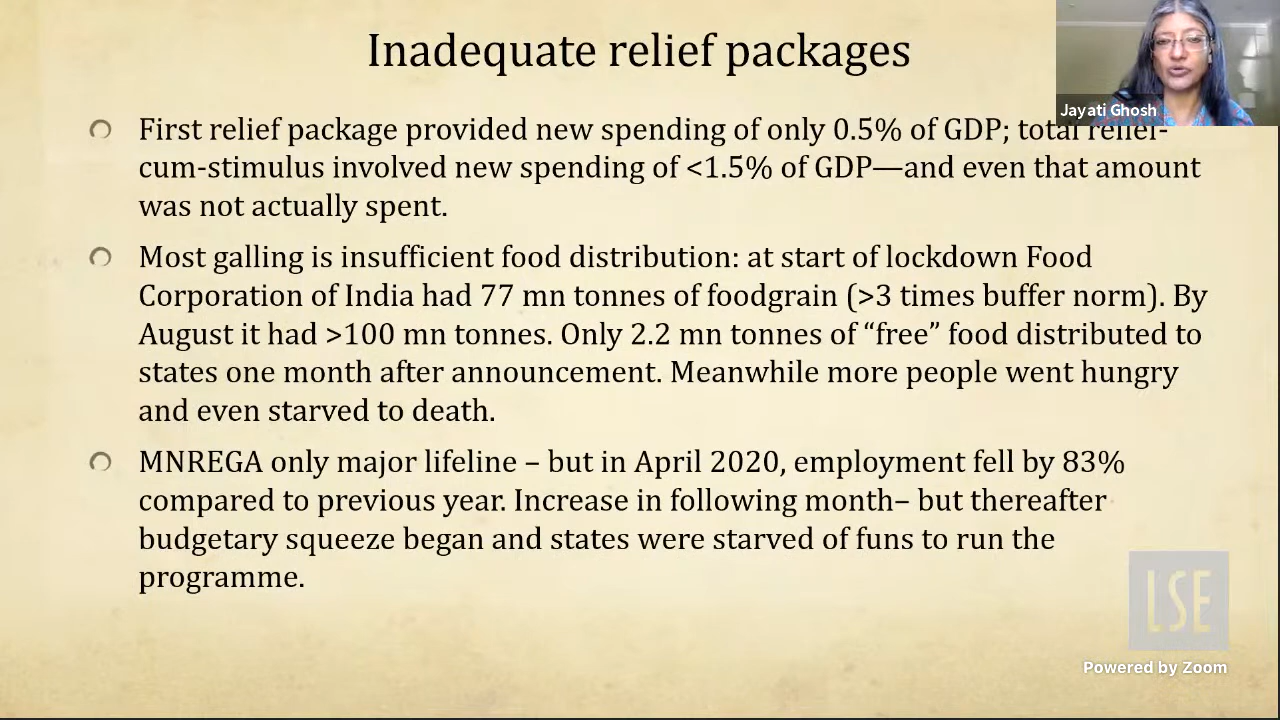 Inadequate relief packages
Jayati Ghosh
First relief package provided new spending of only 0.5% of GDP; total relief-
cum-stimulus involved new spending of <1.5% of GDP—and even that amount
was not actually spent.
Most galling is insufficient food distribution: at start of lockdown Food
Corporation of India had 77 mn tonnes of foodgrain (>3 times buffer norm). By
August it had >100 mn tonnes. Only 2.2 mn tonnes of “free” food distributed to
states one month after announcement. Meanwhile more people went hungry
and even starved to death.
MNREGA only major lifeline – but in April 2020, employment fell by 83%
compared to previous year. Increase in following month– but thereafter
budgetary squeeze began and states were starved of funs to run the
programme.
LSE
Powered by Zoom